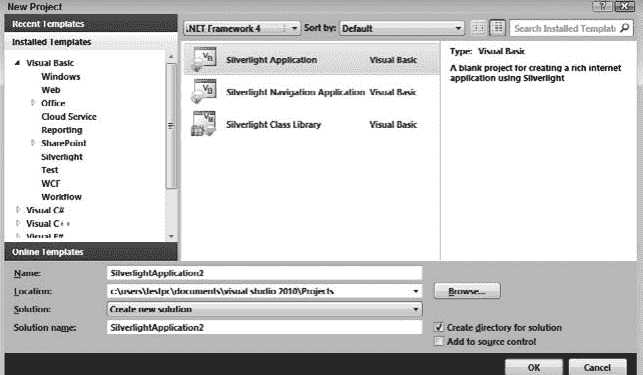 New Project
Recent Templates
.NET Framework 4
Sort by:
Default
Search Installed Templat
Installed Templates
Visual Basic
Windows
Web
Office
Cloud Service
Reporting
SharePoint
Silverlight
Test
WCF
Workflow
Visual C#
Visual C++
Visual F#
Online Templates
Silverlight Application Visual Basic
Silverlight Navigation Application Visual Basic
Silverlight Class Library Visual Basic
Type: Visual Basic
A blank project for creating a rich internet
application using Silverlight
Name: SilverlightApplication2
Location: c:\users\testpc\documents\visual studio 2010\Projects
Browse...
Solution: Create new solution
Solution name: SilverlightApplication2
Create directory for solution
Add to source control
OK
Cancel